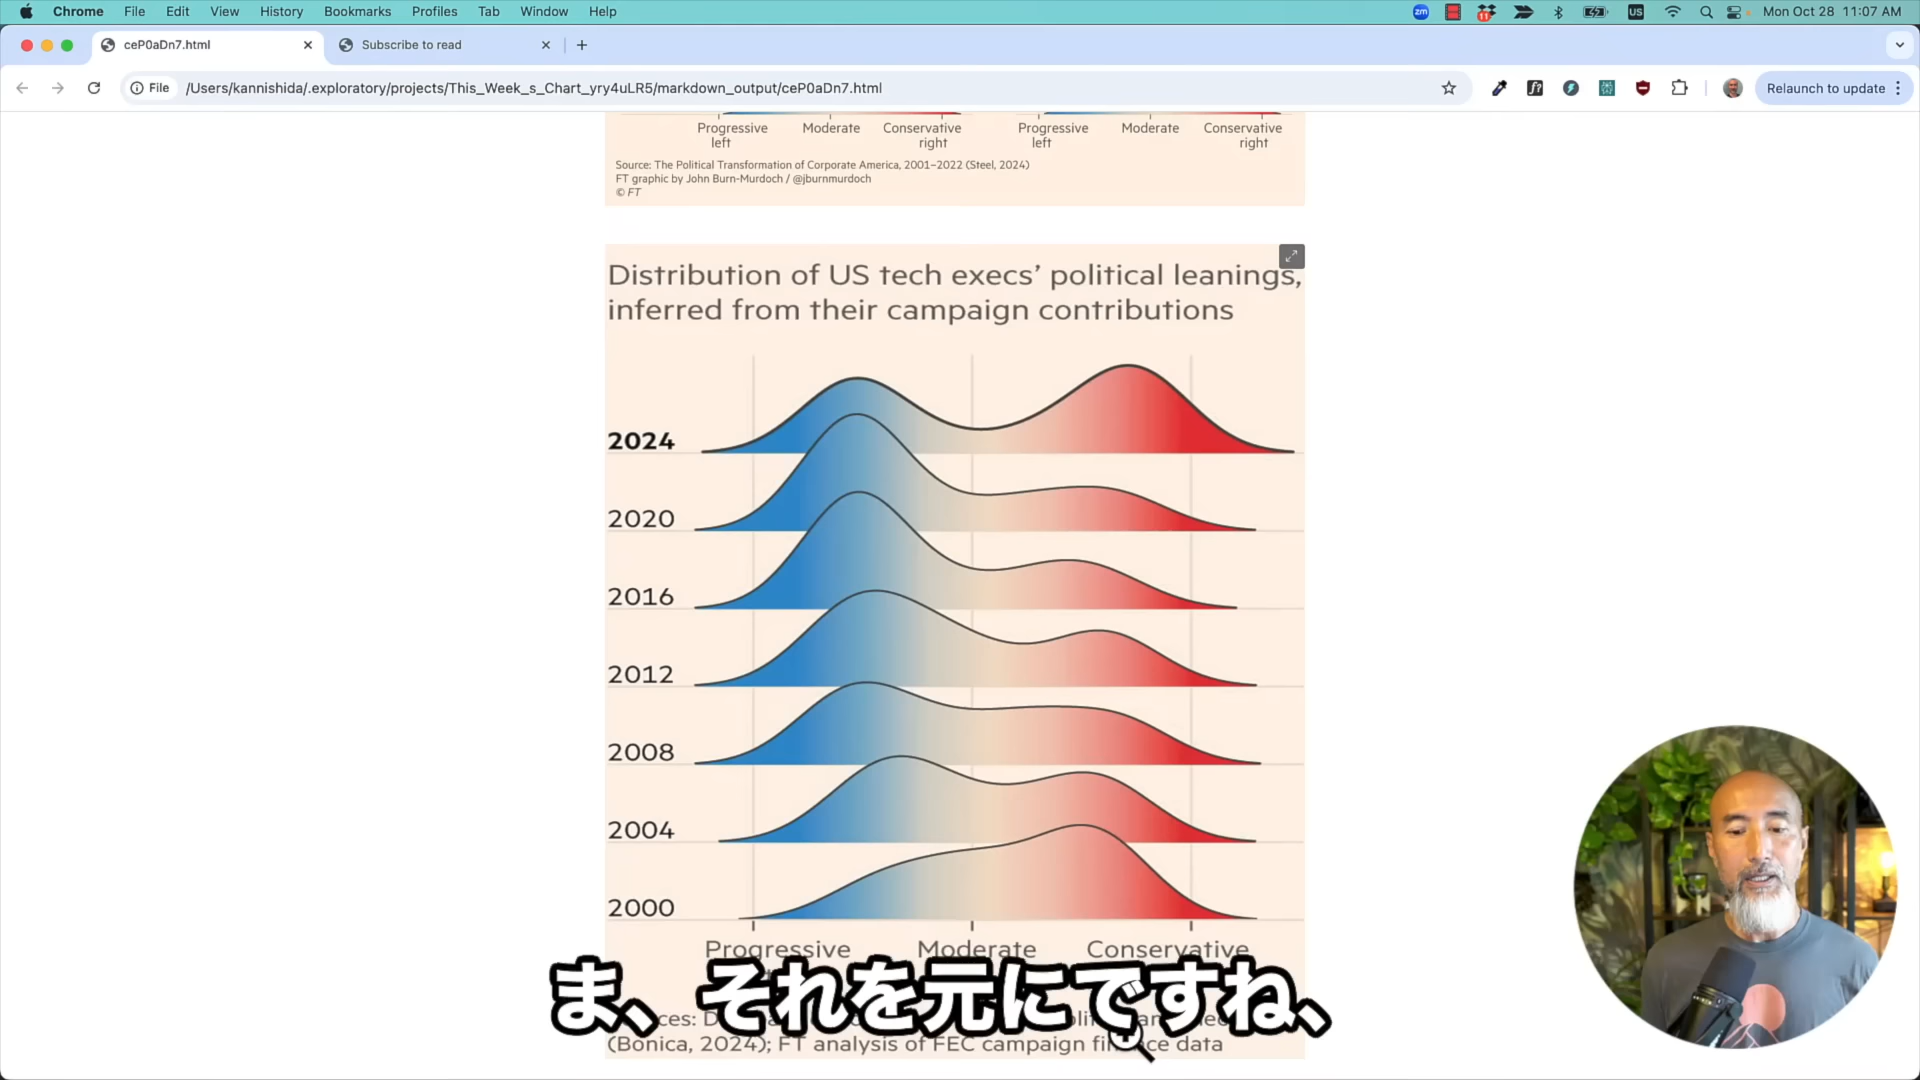 Chrome File Edit View History Bookmarks Profiles Tab Window Help
zm 11 US Mon Oct 28 11:07 AM
ceP0aDn7.html
Subscribe to read
File /Users/kannishida/.exploratory/projects/This_Week_s_Chart_yry4uLR5/markdown_output/ceP0aDn7.html
Relaunch to update
Progressive left Moderate Conservative right
Progressive left Moderate Conservative right
Source: The Political Transformation of Corporate America, 2001–2022 (Steel, 2024)
FT graphic by John Burn-Murdoch / @jburnmurdoch
© FT
Distribution of US tech execs’ political leanings,
inferred from their campaign contributions
2024
2020
2016
2012
2008
2004
2000
Progressive Moderate Conservative
ま、それを元にですね、
(Bonica, 2024); FT analysis of FEC campaign finance data